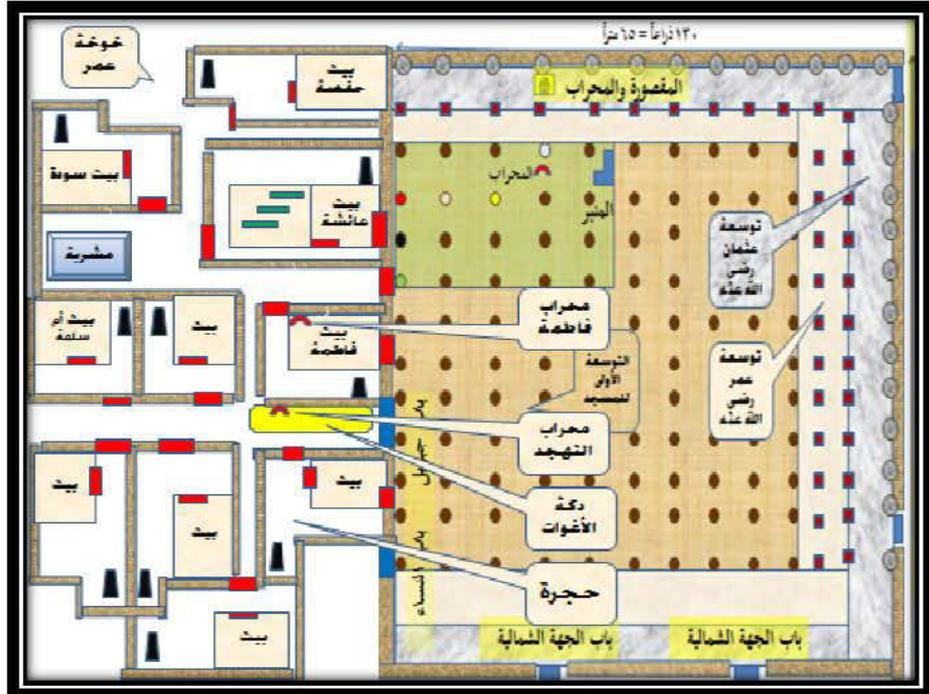 ١٣٠ ذراعاً = ٦٥ متراً
المقصورة والمحراب
خوخة
عمر
بيت
حفصة
المحراب
المنبر
بيت سودة
بيت
عائشة
مشربة
توسعة
عثمان
رضي
الله عنه
محراب
فاطمة
بيت أم
سلمة
بيت
بيت
فاطمة
التوسعة
الأولى
للمسجد
توسعة
عمر
رضي
الله عنه
محراب
التهجد
باب جبريل
بيت
بيت
بيت
دكة
الأغوات
باب النساء
حجرة
بيت
باب الجهة الشمالية
باب الجهة الشمالية